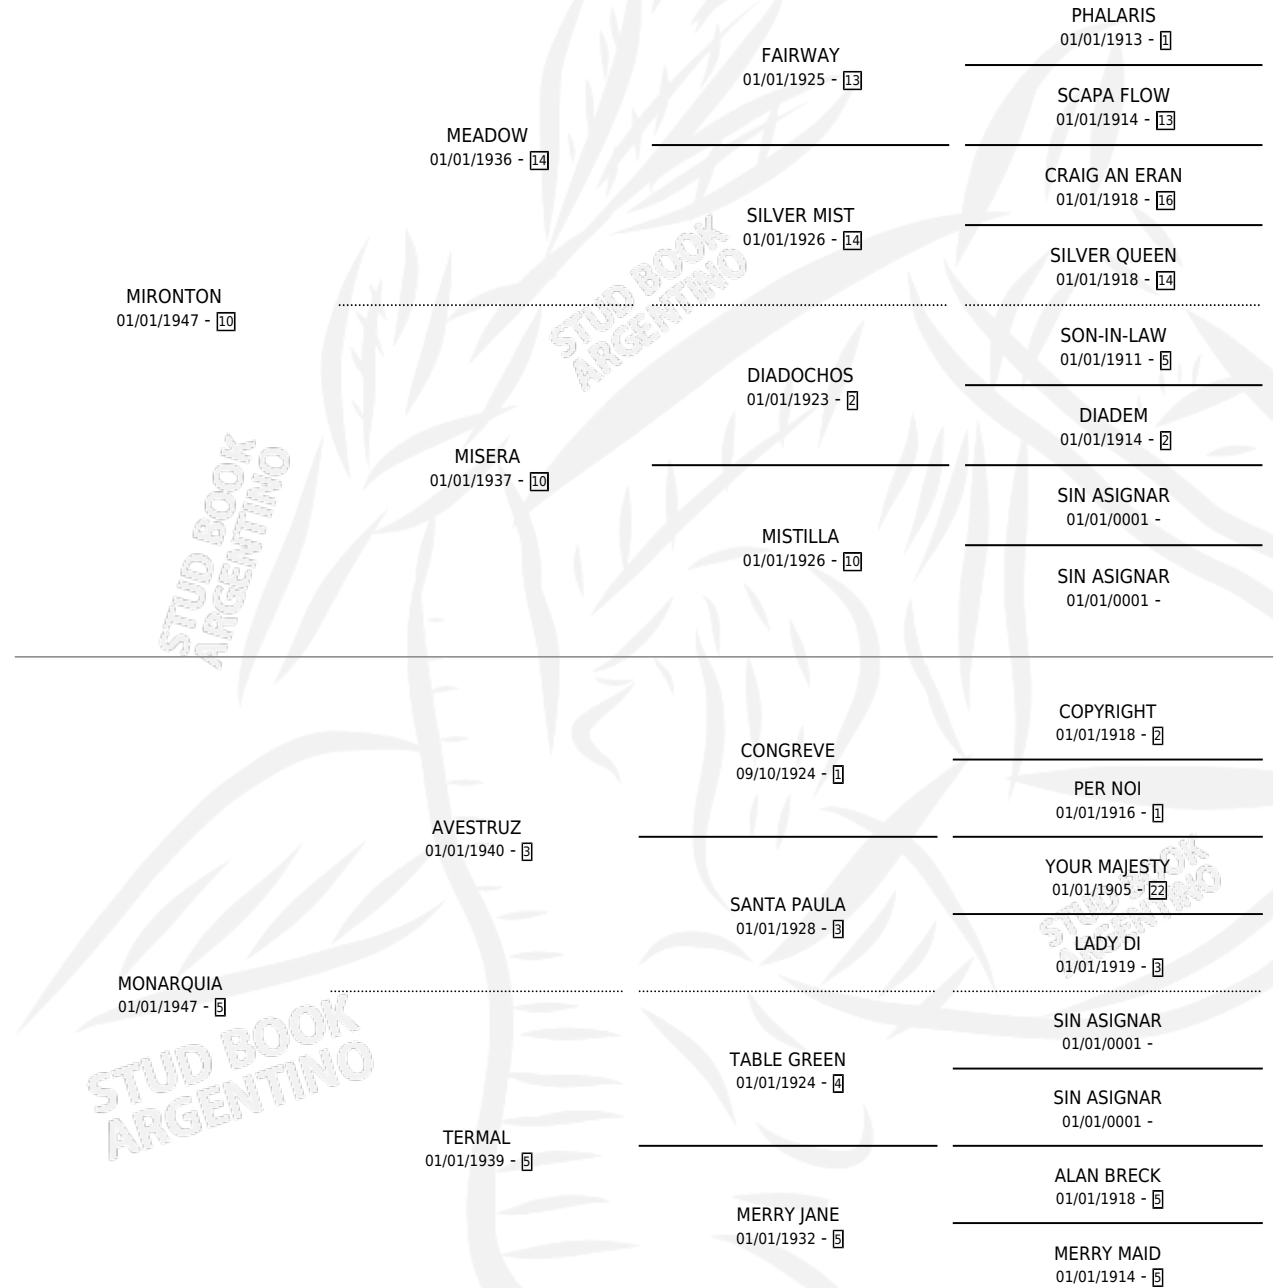 PHALARIS
01/01/1913 - 1
FAIRWAY
01/01/1925 - 13
SCAPA FLOW
01/01/1914 - 13
MEADOW
01/01/1936 - 14
CRAIG AN ERAN
01/01/1918 - 16
SILVER MIST
01/01/1926 - 14
SILVER QUEEN
01/01/1918 - 14
MIRONTON
01/01/1947 - 10
SON-IN-LAW
01/01/1911 - 5
DIADOCHOS
01/01/1923 - 2
DIADEM
01/01/1914 - 2
MISERA
01/01/1937 - 10
SIN ASIGNAR
01/01/0001 -
MISTILLA
01/01/1926 - 10
SIN ASIGNAR
01/01/0001 -
COPYRIGHT
01/01/1918 - 2
CONGREVE
09/10/1924 - 1
PER NOI
01/01/1916 - 1
AVESTRUZ
01/01/1940 - 3
YOUR MAJESTY
01/01/1905 - 22
SANTA PAULA
01/01/1928 - 3
LADY DI
01/01/1919 - 3
MONARQUIA
01/01/1947 - 5
SIN ASIGNAR
01/01/0001 -
TABLE GREEN
01/01/1924 - 4
SIN ASIGNAR
01/01/0001 -
TERMAL
01/01/1939 - 5
ALAN BRECK
01/01/1918 - 5
MERRY JANE
01/01/1932 - 5
MERRY MAID
01/01/1914 - 5
STUD BOOK
ARGENTINO
STUD BOOK
ARGENTINO
STUD BOOK
ARGENTINO
STUD BOOK
ARGENTINO